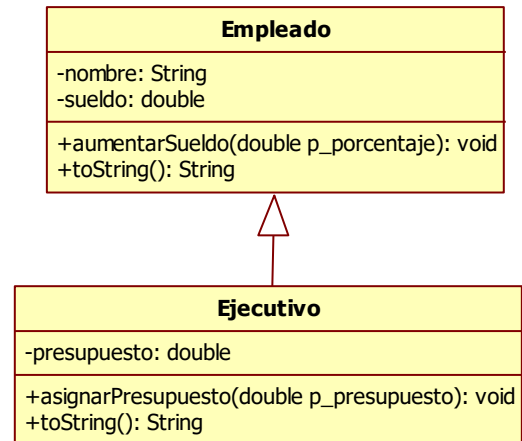 Empleado
-nombre: String
-sueldo: double
+aumentarSueldo(double p_porcentaje): void
+toString(): String
Ejecutivo
-presupuesto: double
+asignarPresupuesto(double p_presupuesto): void
+toString(): String